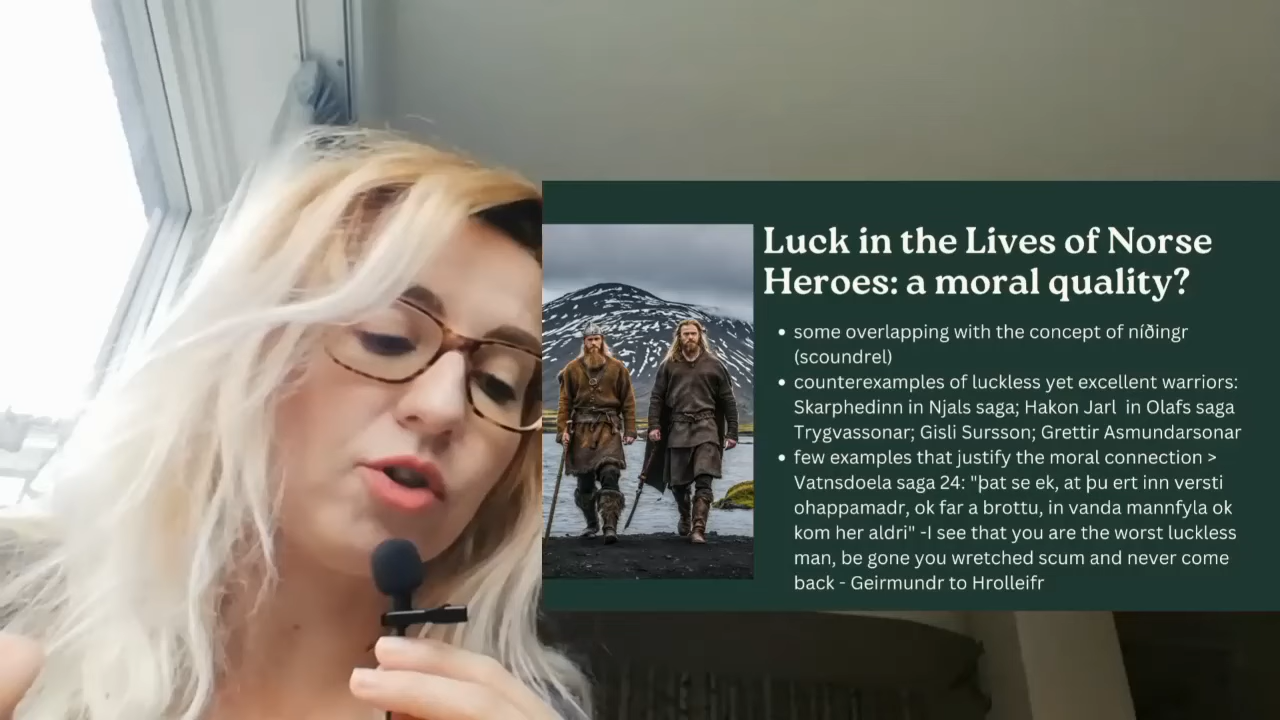 Luck in the Lives of Norse
Heroes: a moral quality?
• some overlapping with the concept of níðingr
(scoundrel)
• counterexamples of luckless yet excellent warriors:
Skarphedinn in Njals saga; Hakon Jarl in Olafs saga
Trygvassonar; Gisli Sursson; Grettir Asmundarsonar
• few examples that justify the moral connection >
Vatnsdoela saga 24: "þat se ek, at þu ert inn versti
ohappamadr, ok far a brottu, in vanda mannfyla ok
kom her aldri" -I see that you are the worst luckless
man, be gone you wretched scum and never come
back - Geirmundr to Hrolleifr